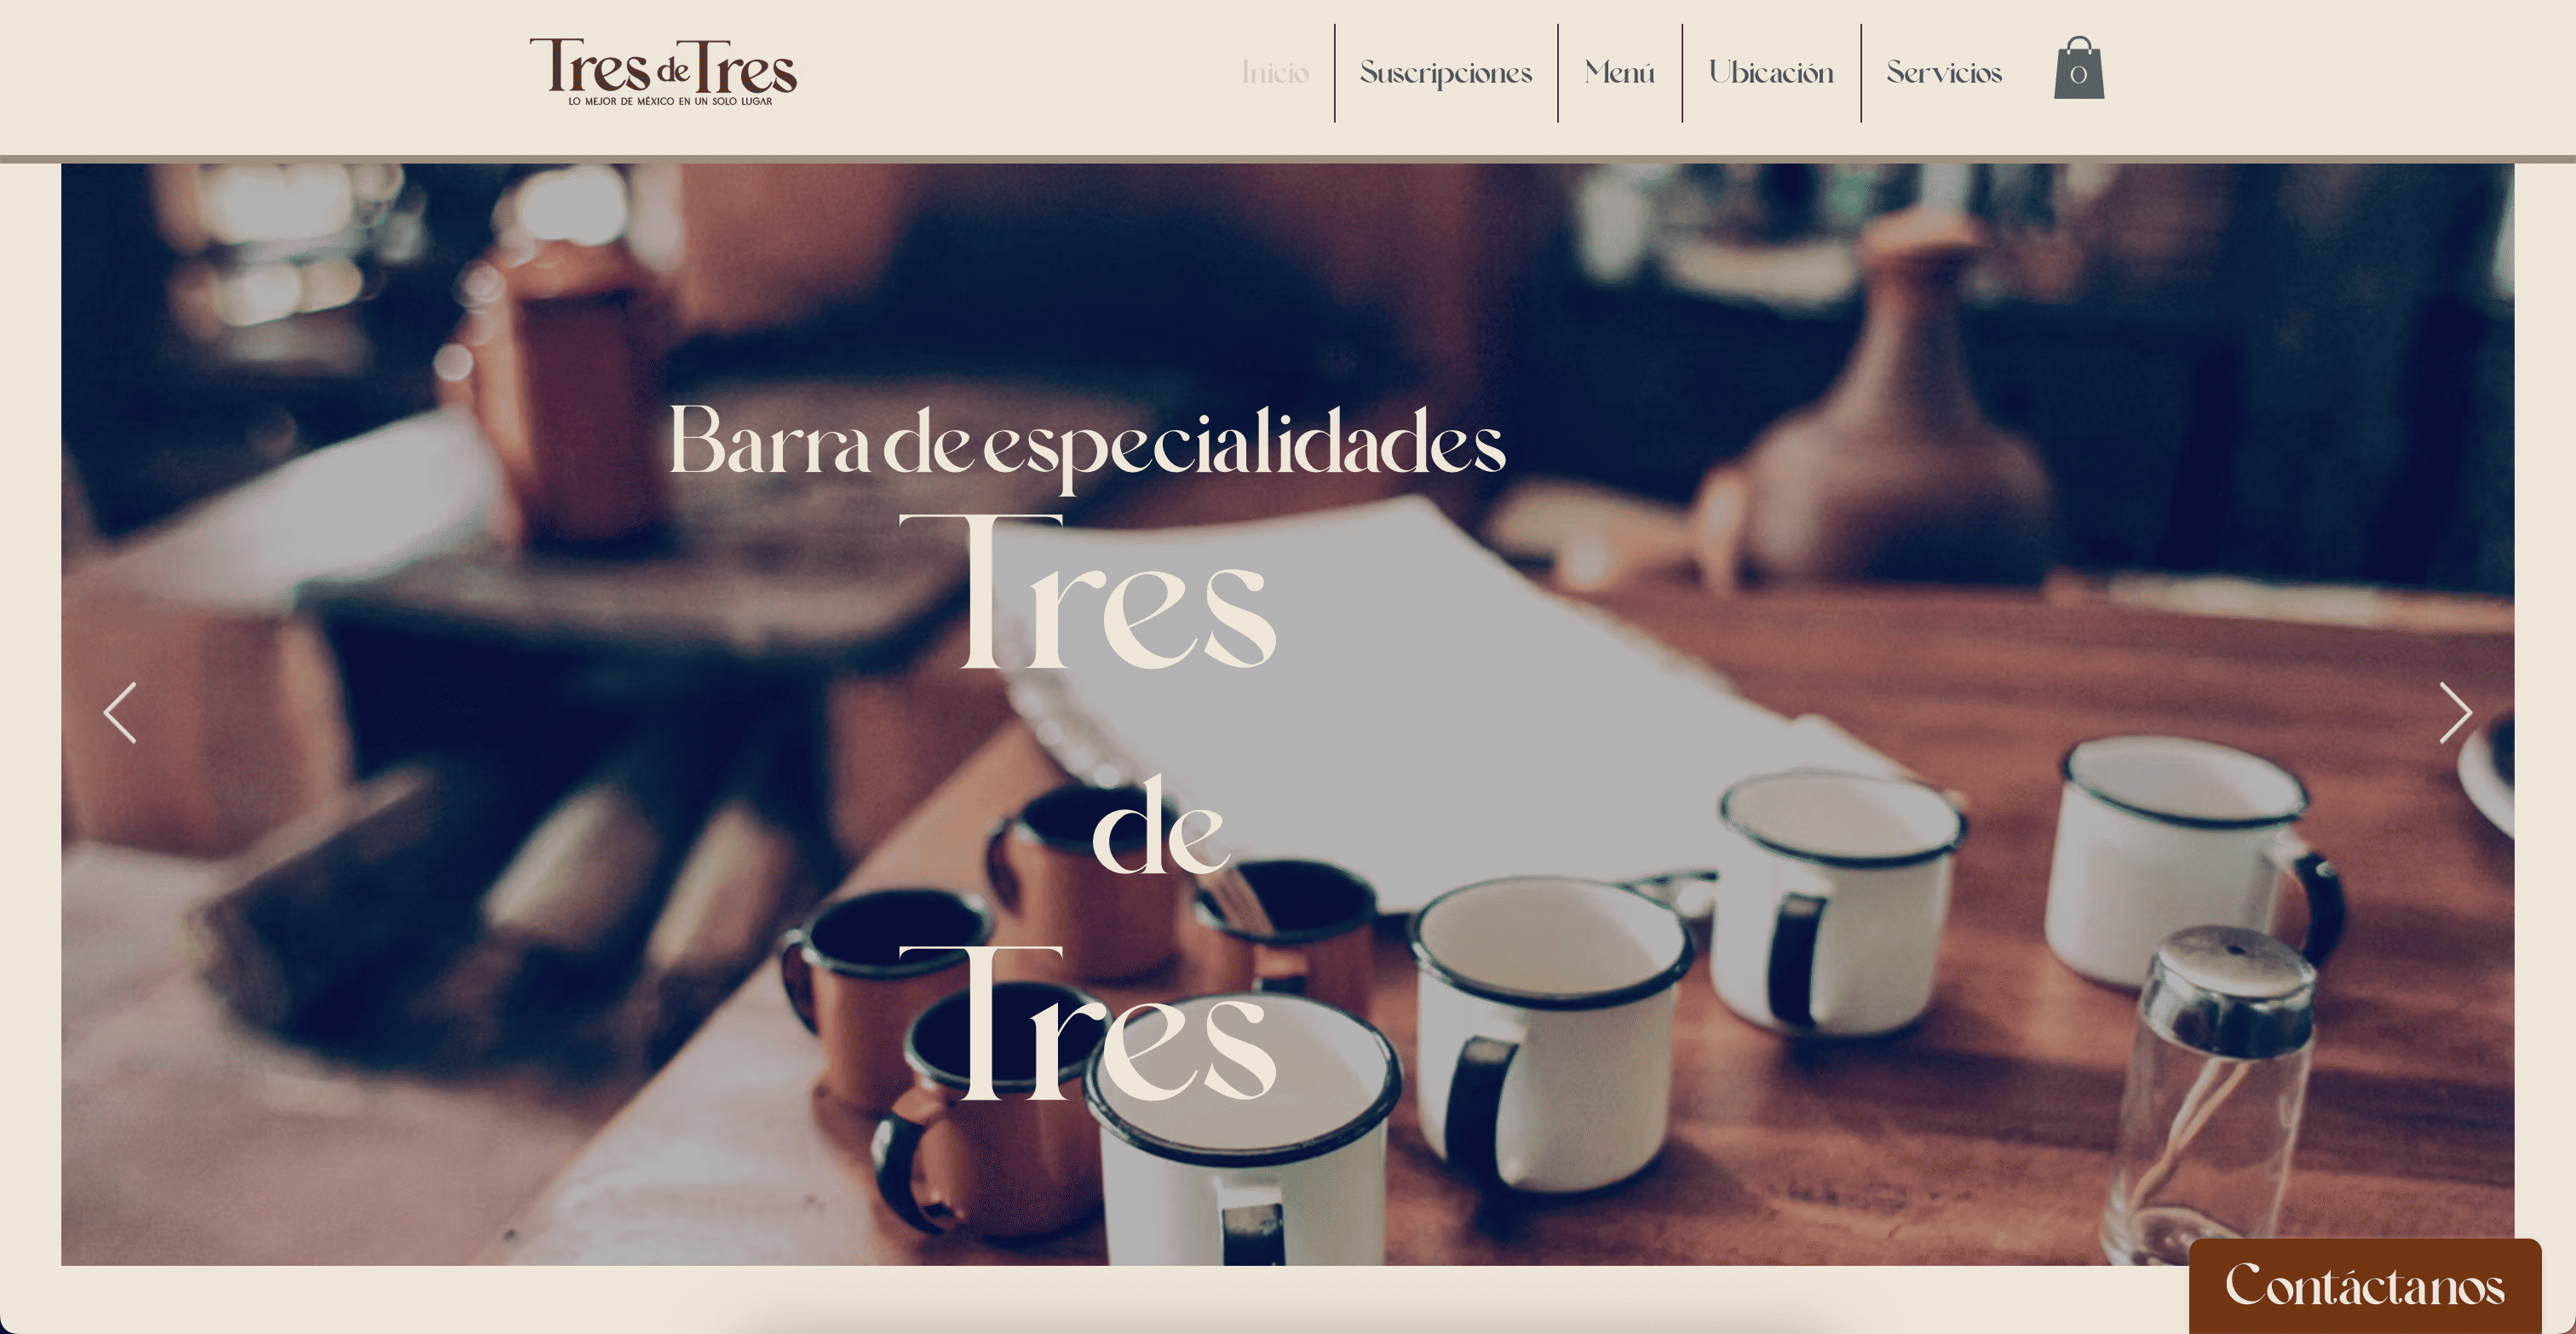 Tres de Tres
LO MEJOR DE MÉXICO EN UN SOLO LUGAR
Inicio
Suscripciones
Menú
Ubicación
Servicios
0
Barra de especialidades
Tres
de
Tres
Contáctanos